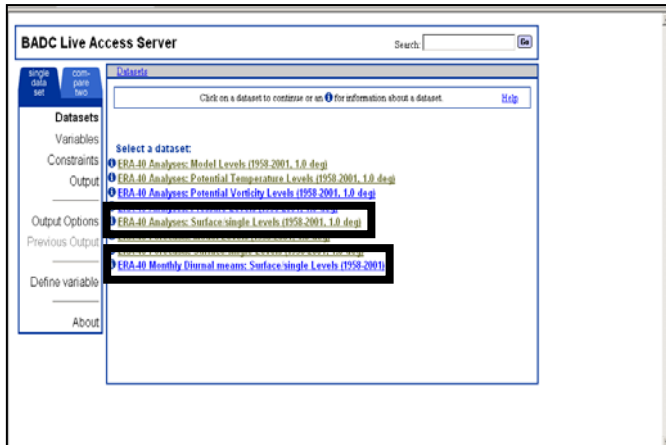 BADC Live Access Server
Search:
Go
single data set
com-pare two
Datasets
Variables
Constraints
Output
Output Options
Previous Output
Define variable
About
Datasets
Click on a dataset to continue or an i for information about a dataset.
Help
Select a dataset:
ERA-40 Analyses: Model Levels (1958-2001, 1.0 deg)
ERA-40 Analyses: Potential Temperature Levels (1958-2001, 1.0 deg)
ERA-40 Analyses: Potential Vorticity Levels (1958-2001, 1.0 deg)
ERA-40 Analyses: Surface/single Levels (1958-2001, 1.0 deg)
ERA-40 Monthly Diurnal means: Surface/single Levels (1958-2001)